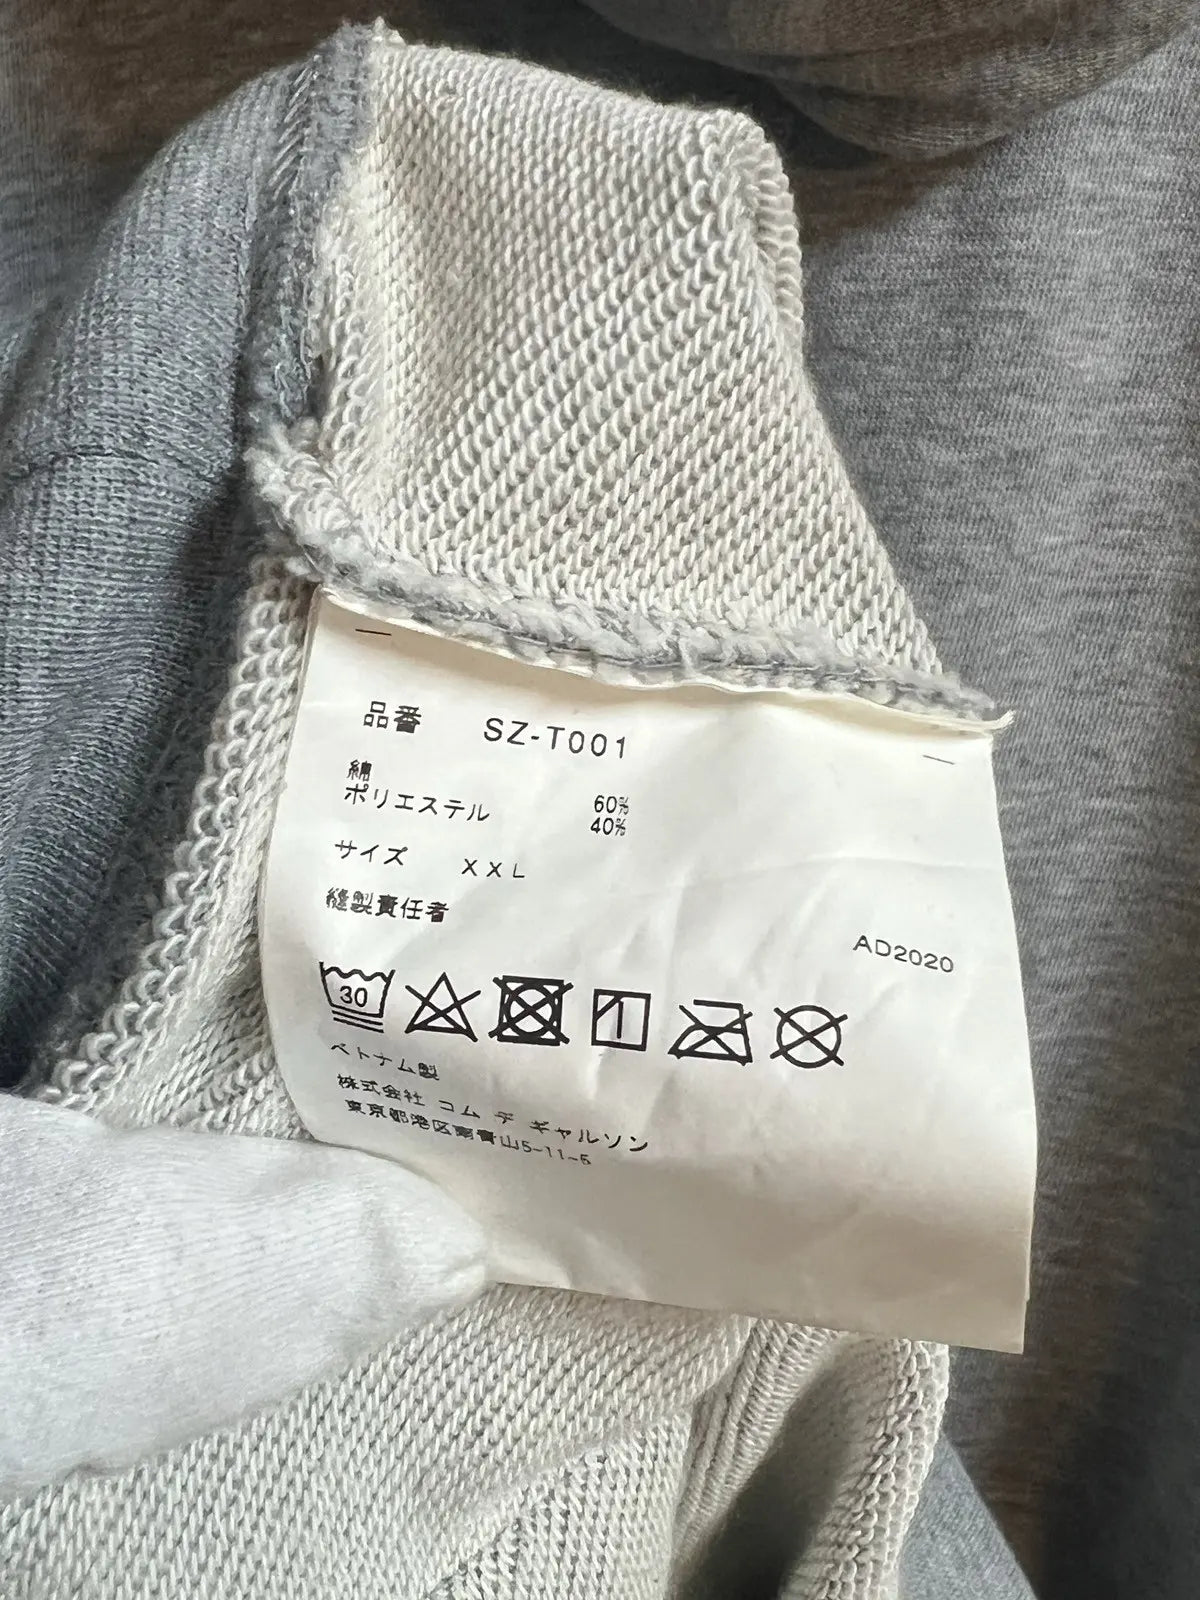 品番 SZ-T001
綿 60%
ポリエステル 40%
サイズ XXL
縫製責任者
AD2020
30
ベトナム製
株式会社 コム デ ギャルソン
東京都港区南青山5-11-5